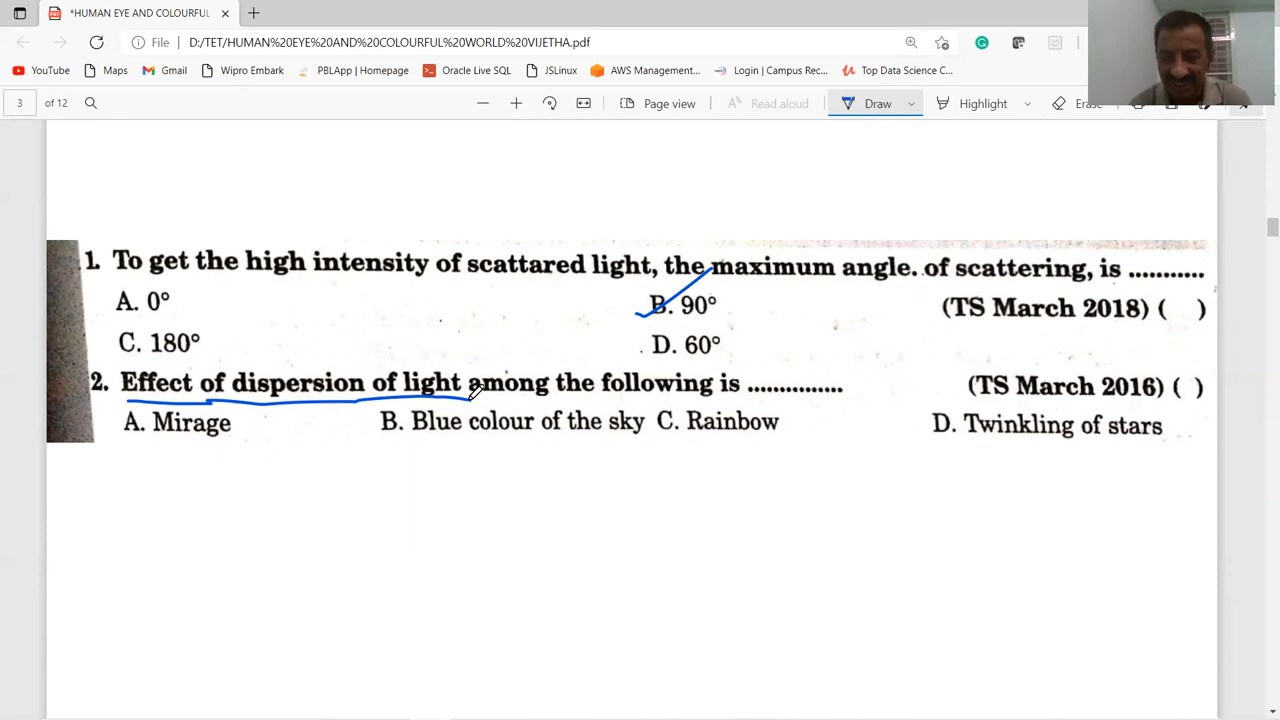 *HUMAN EYE AND COLOURFUL
File D:/TET/HUMAN%20EYE%20AND%20COLOURFUL%20WORLD%20VIJETHA.pdf
YouTube Maps Gmail Wipro Embark PBLApp | Homepage Oracle Live SQL JSLinux AWS Management... Login | Campus Rec... Top Data Science C...
3 of 12 Page view Read aloud Draw Highlight Erase
1. To get the high intensity of scattared light, the maximum angle. of scattering, is ...........
A. 0° B. 90° (TS March 2018) ( )
C. 180° D. 60°
2. Effect of dispersion of light among the following is ...............  (TS March 2016) ( )
A. Mirage B. Blue colour of the sky C. Rainbow D. Twinkling of stars